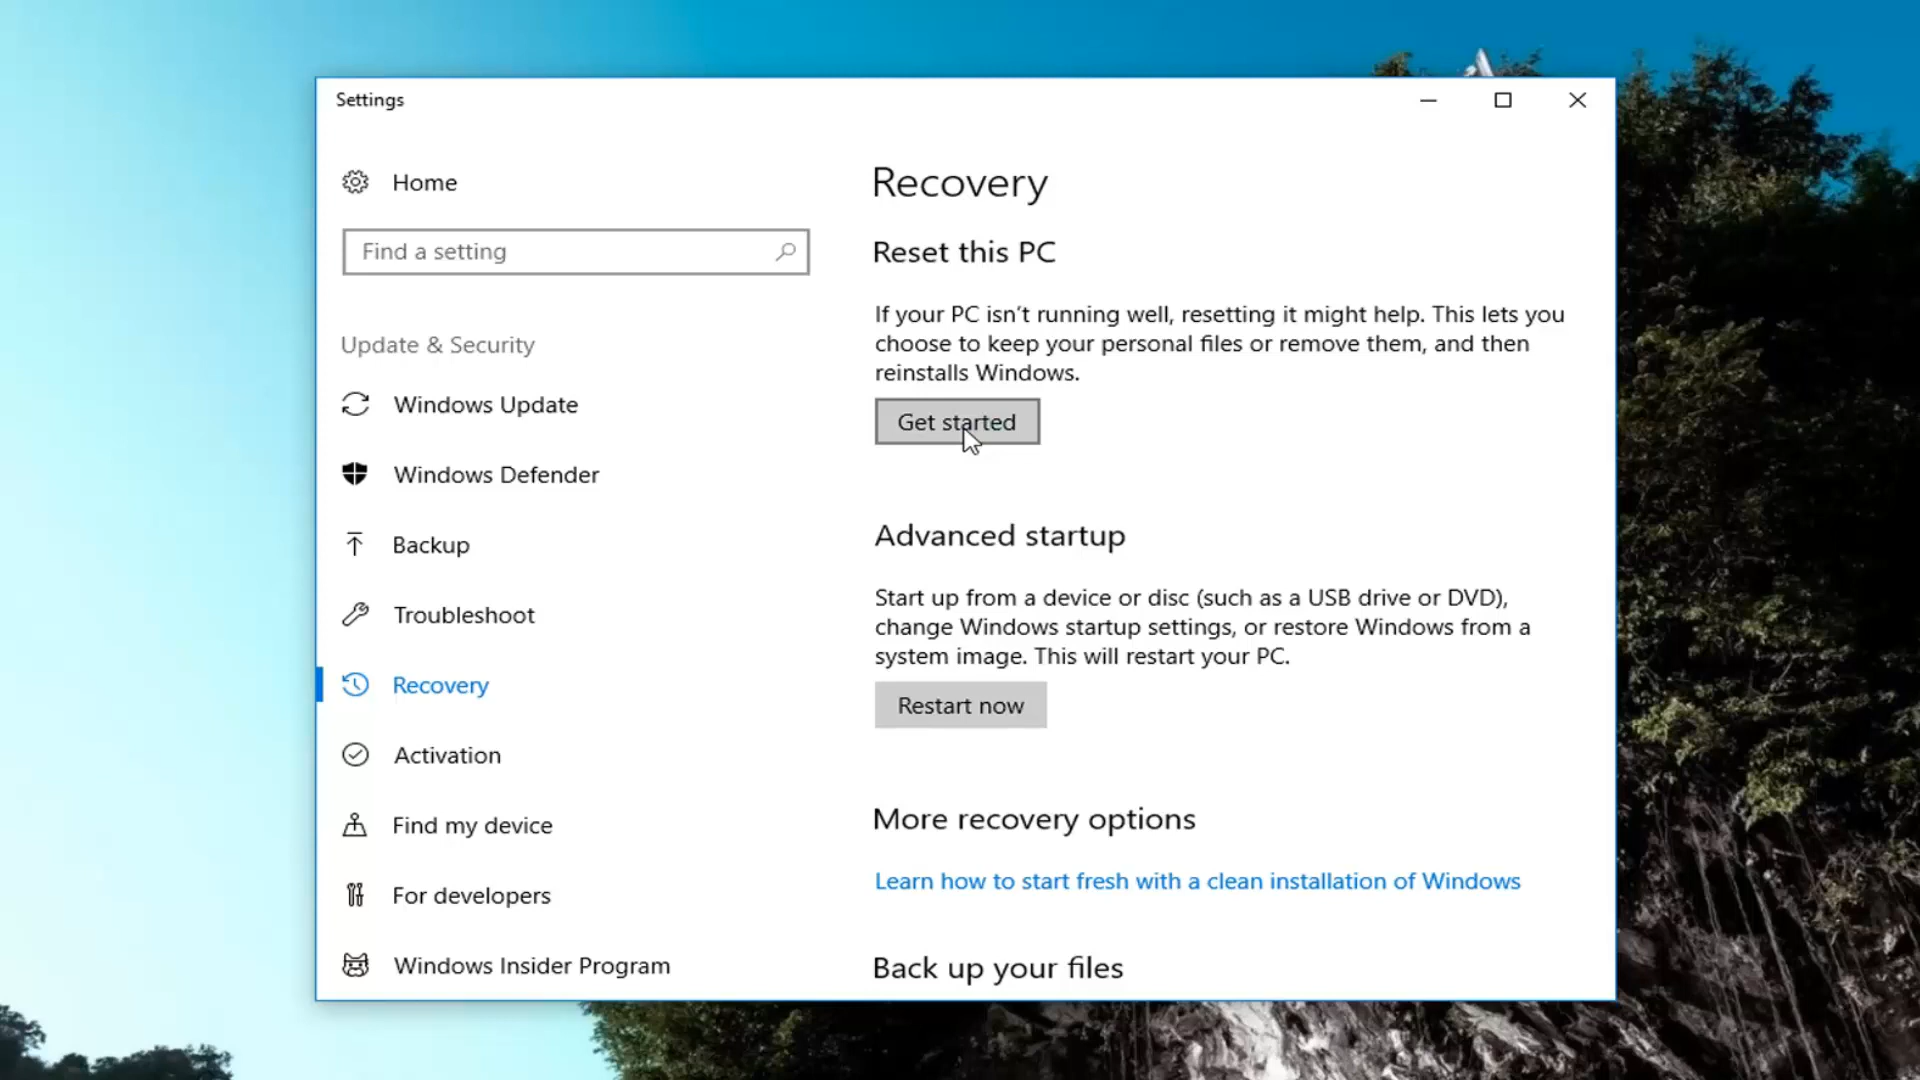 Settings
Home
Find a setting
Update & Security
Windows Update
Windows Defender
Backup
Troubleshoot
Recovery
Activation
Find my device
For developers
Windows Insider Program
Recovery
Reset this PC
If your PC isn't running well, resetting it might help. This lets you
choose to keep your personal files or remove them, and then
reinstalls Windows.
Get started
Advanced startup
Start up from a device or disc (such as a USB drive or DVD),
change Windows startup settings, or restore Windows from a
system image. This will restart your PC.
Restart now
More recovery options
Learn how to start fresh with a clean installation of Windows
Back up your files